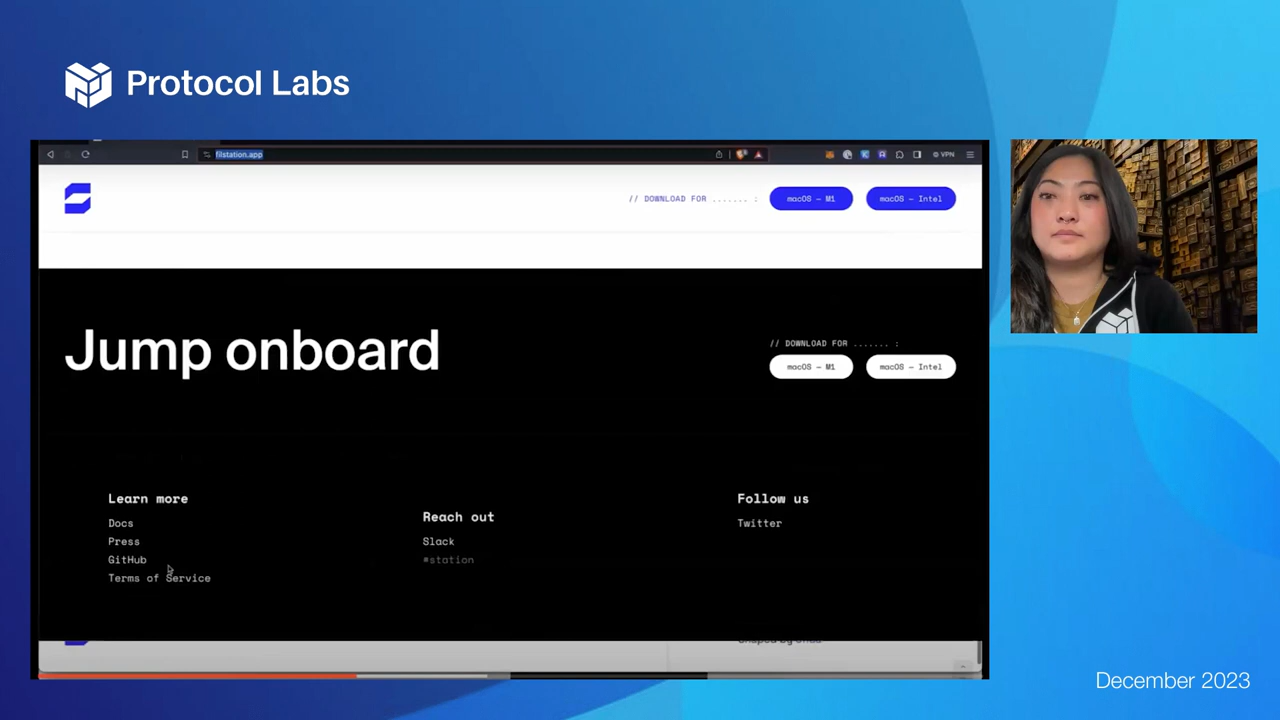 Protocol Labs
filstation.app
VPN
// DOWNLOAD FOR ....... :
macOS — M1
macOS — Intel
Jump onboard
// DOWNLOAD FOR ....... :
macOS — M1
macOS — Intel
Learn more
Docs
Press
GitHub
Terms of Service
Reach out
Slack
#station
Follow us
Twitter
December 2023